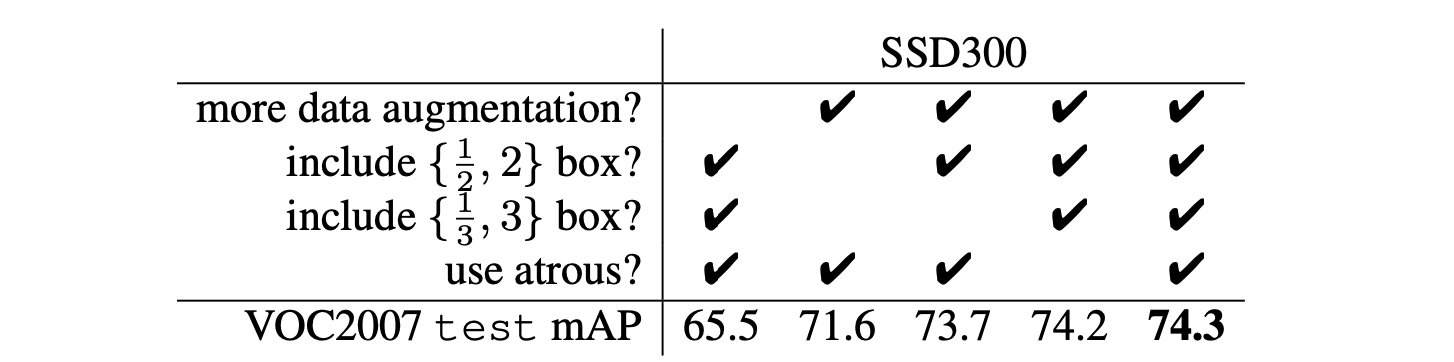 SSD300
more data augmentation? ✔ ✔ ✔ ✔
include {1/2, 2} box? ✔ ✔ ✔ ✔
include {1/3, 3} box? ✔ ✔ ✔
use atrous? ✔ ✔ ✔ ✔
VOC2007 test mAP 65.5 71.6 73.7 74.2 74.3